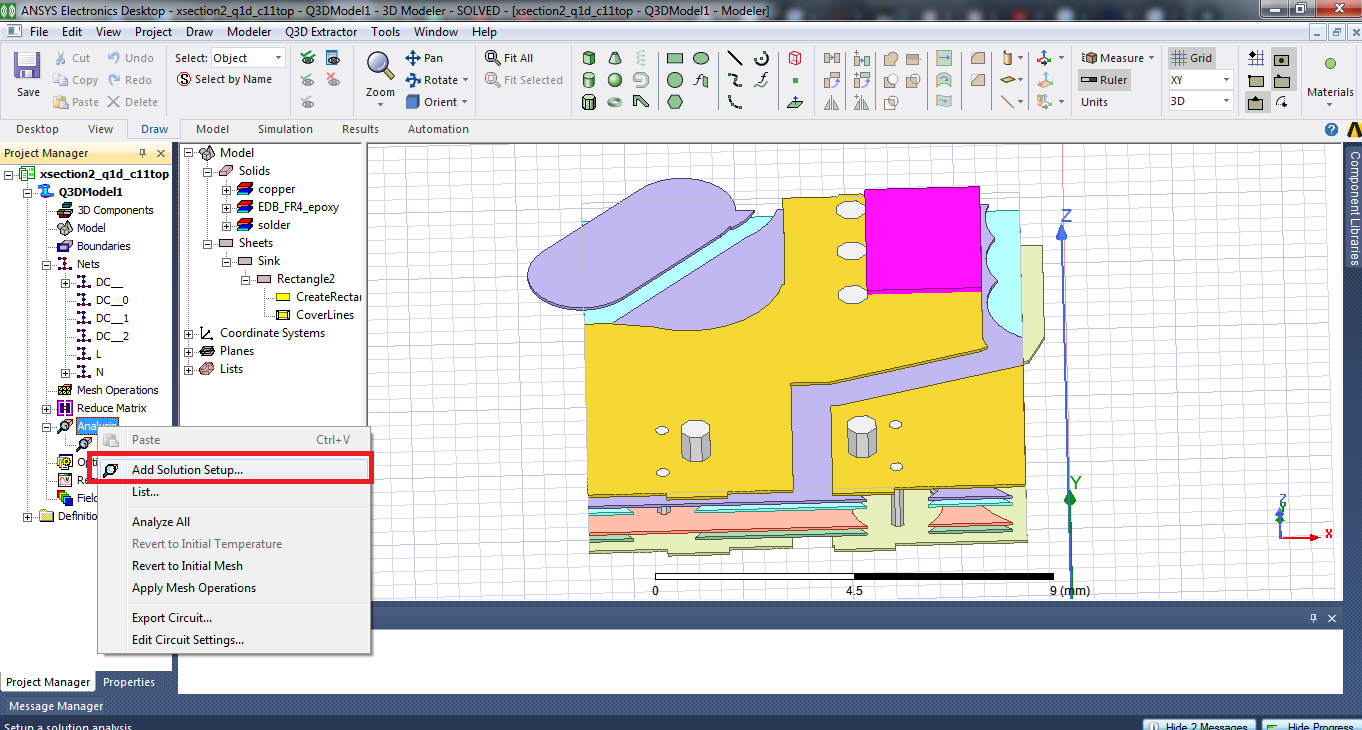 ANSYS Electronics Desktop - xsection2_q1d_c11top - Q3DModel1 - 3D Modeler - SOLVED - [xsection2_q1d_c11top - Q3DModel1 - Modeler]
File Edit View Project Draw Modeler Q3D Extractor Tools Window Help
Save
Cut
Copy
Paste
Undo
Redo
Delete
Select: Object
Select by Name
Zoom
Pan
Rotate
Orient
Fit All
Fit Selected
Measure
Ruler
Units
Grid
XY
3D
Materials
Desktop View Draw Model Simulation Results Automation
Project Manager
xsection2_q1d_c11top
Q3DModel1
3D Components
Model
Boundaries
Nets
DC__
DC__0
DC__1
DC__2
L
N
Mesh Operations
Reduce Matrix
Analysis
Opti
Re
Field
Definitio
Model
Solids
copper
EDB_FR4_epoxy
solder
Sheets
Sink
Rectangle2
CreateRectar
CoverLines
Coordinate Systems
Planes
Lists
Paste Ctrl+V
Add Solution Setup...
List...
Analyze All
Revert to Initial Temperature
Revert to Initial Mesh
Apply Mesh Operations
Export Circuit...
Edit Circuit Settings...
Z
Y
Z
X
0 4.5 9 (mm)
Component Libraries
Project Manager Properties
Message Manager
Setup a solution analysis
Hide 2 Messages
Hide Progress